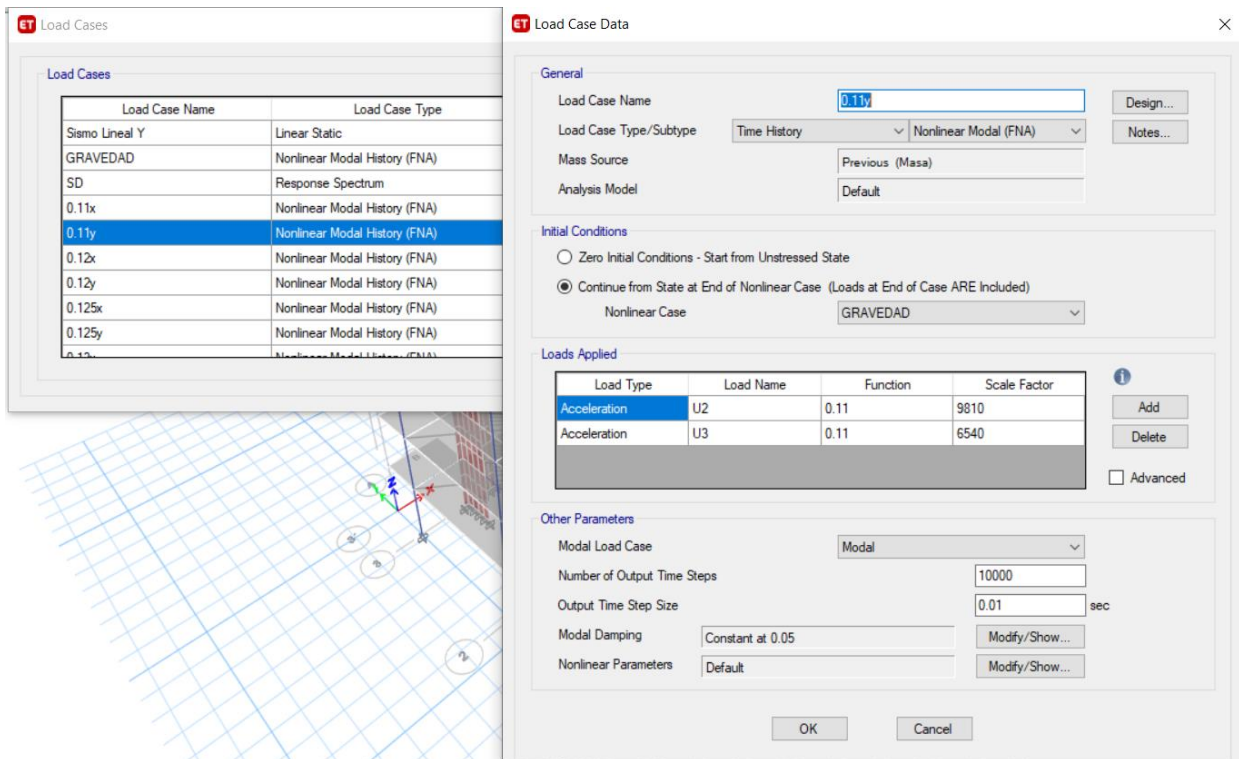 ET Load Cases
Load Cases
Load Case Name Load Case Type
Sismo Lineal Y Linear Static
GRAVEDAD Nonlinear Modal History (FNA)
SD Response Spectrum
0.11x Nonlinear Modal History (FNA)
0.11y Nonlinear Modal History (FNA)
0.12x Nonlinear Modal History (FNA)
0.12y Nonlinear Modal History (FNA)
0.125x Nonlinear Modal History (FNA)
0.125y Nonlinear Modal History (FNA)
Nonlinear Modal History (FNA)
Z
X
2
ET Load Case Data
General
Load Case Name 0.11y Design...
Load Case Type/Subtype Time History Nonlinear Modal (FNA) Notes...
Mass Source Previous (Masa)
Analysis Model Default
Initial Conditions
Zero Initial Conditions - Start from Unstressed State
Continue from State at End of Nonlinear Case (Loads at End of Case ARE Included)
Nonlinear Case GRAVEDAD
Loads Applied
Load Type Load Name Function Scale Factor
Acceleration U2 0.11 9810 Add
Acceleration U3 0.11 6540 Delete
Advanced
Other Parameters
Modal Load Case Modal
Number of Output Time Steps 10000
Output Time Step Size 0.01 sec
Modal Damping Constant at 0.05 Modify/Show...
Nonlinear Parameters Default Modify/Show...
OK Cancel